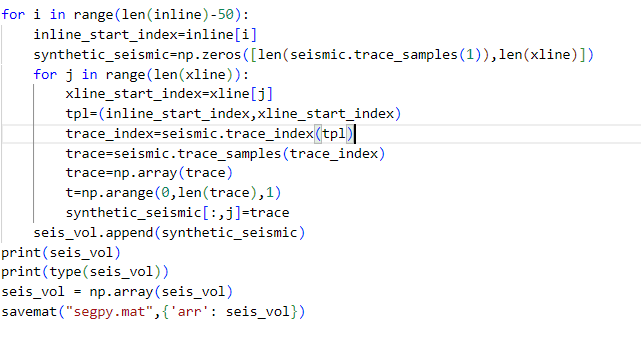 for i in range(len(inline)-50):
    inline_start_index=inline[i]
    synthetic_seismic=np.zeros([len(seismic.trace_samples(1)),len(xline)])
    for j in range(len(xline)):
        xline_start_index=xline[j]
        tpl=(inline_start_index,xline_start_index)
        trace_index=seismic.trace_index(tpl)
        trace=seismic.trace_samples(trace_index)
        trace=np.array(trace)
        t=np.arange(0,len(trace),1)
        synthetic_seismic[:,j]=trace
    seis_vol.append(synthetic_seismic)
print(seis_vol)
print(type(seis_vol))
seis_vol = np.array(seis_vol)
savemat("segpy.mat",{'arr': seis_vol})